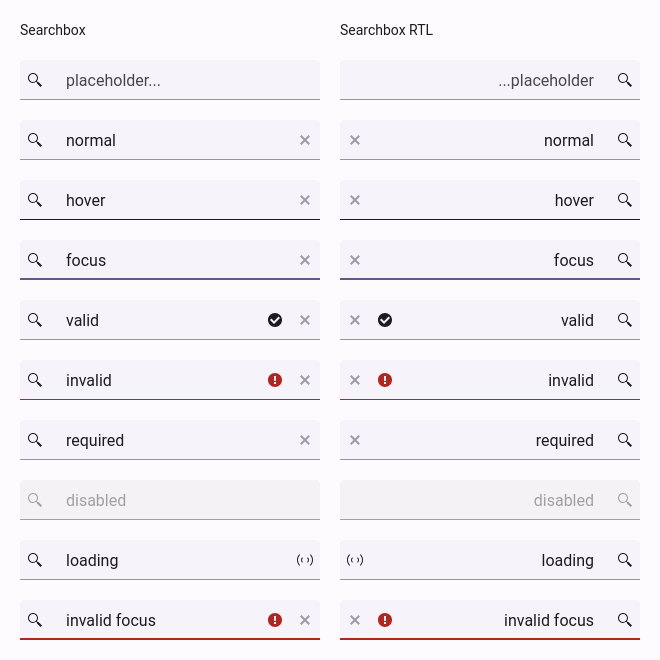 Searchbox
Searchbox RTL
placeholder...
...placeholder
normal
normal
hover
hover
focus
focus
valid
valid
invalid
invalid
required
required
disabled
disabled
loading
loading
invalid focus
invalid focus